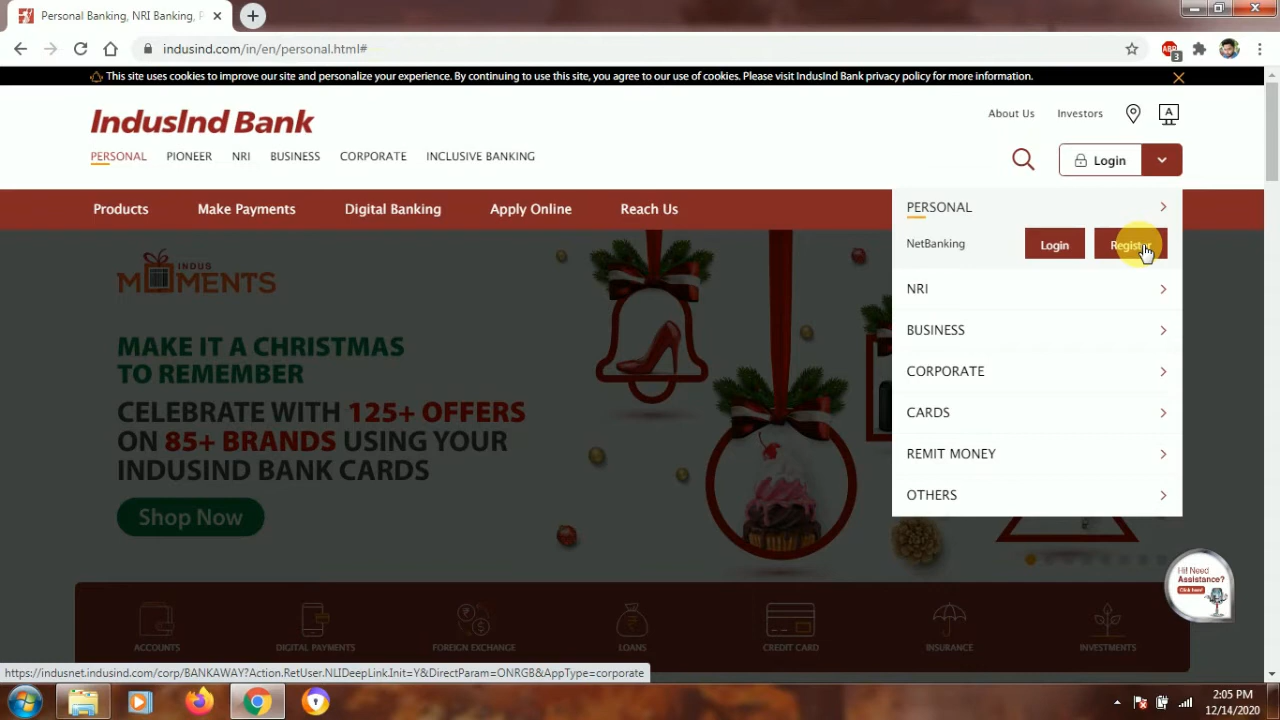 Personal Banking, NRI Banking, P
indusind.com/in/en/personal.html#
ABP
3
This site uses cookies to improve our site and personalize your experience. By continuing to use this site, you agree to our use of cookies. Please visit IndusInd Bank privacy policy for more information.
IndusInd Bank
About Us
Investors
A
PERSONAL
PIONEER
NRI
BUSINESS
CORPORATE
INCLUSIVE BANKING
Login
Products
Make Payments
Digital Banking
Apply Online
Reach Us
PERSONAL
NetBanking
Login
Register
NRI
BUSINESS
CORPORATE
CARDS
REMIT MONEY
OTHERS
INDUS
MOMENTS
MAKE IT A CHRISTMAS
TO REMEMBER
CELEBRATE WITH 125+ OFFERS
ON 85+ BRANDS USING YOUR
INDUSIND BANK CARDS
Shop Now
Hi! Need
Assistance?
Click here!
ACCOUNTS
DIGITAL PAYMENTS
FOREIGN EXCHANGE
LOANS
CREDIT CARD
INSURANCE
INVESTMENTS
https://indusnet.indusind.com/corp/BANKAWAY?Action.RetUser.NLIDeepLink.Init=Y&DirectParam=ONRGB&AppType=corporate
2:05 PM
12/14/2020